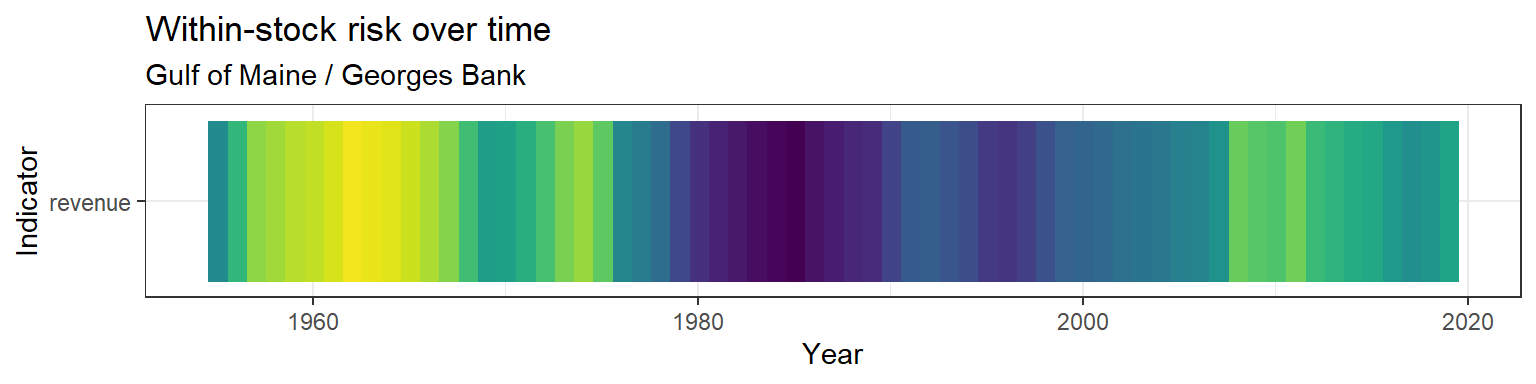 Within-stock risk over time
Gulf of Maine / Georges Bank
Indicator
revenue
1960 1980 2000 2020
Year